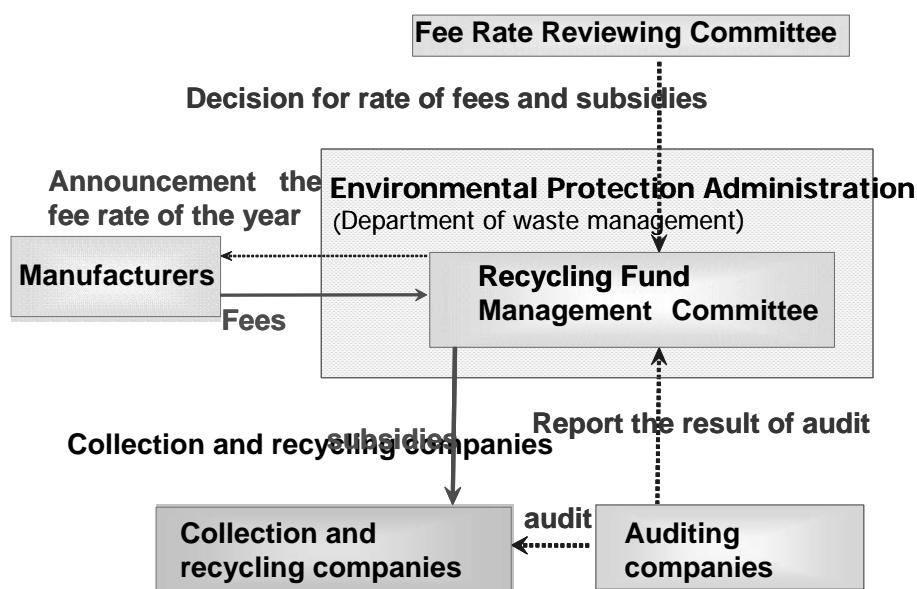 Fee Rate Reviewing Committee
Decision for rate of fees and subsidies
Announcement the
fee rate of the year
Environmental Protection Administration
(Department of waste management)
Manufacturers
Recycling Fund
Management Committee
Fees
subsidies
Report the result of audit
Collection and recycling companies
audit
Collection and
recycling companies
Auditing
companies